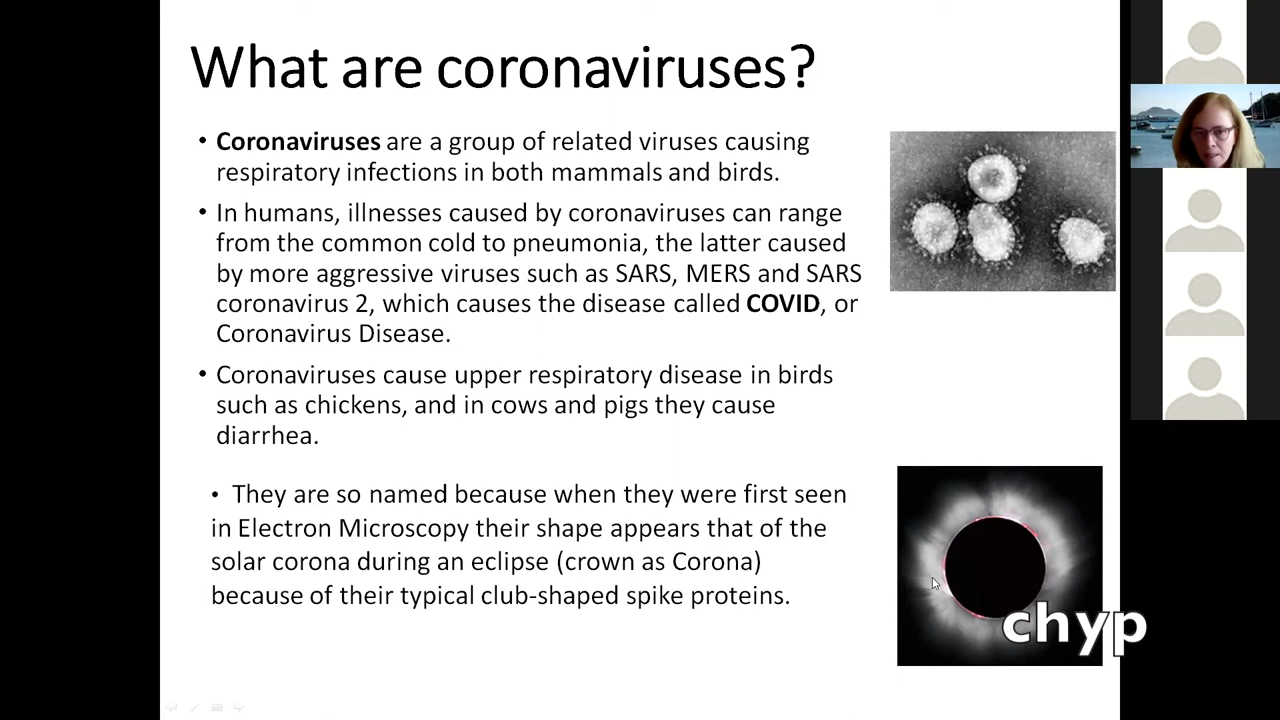 What are coronaviruses?
• Coronaviruses are a group of related viruses causing
respiratory infections in both mammals and birds.
• In humans, illnesses caused by coronaviruses can range
from the common cold to pneumonia, the latter caused
by more aggressive viruses such as SARS, MERS and SARS
coronavirus 2, which causes the disease called COVID, or
Coronavirus Disease.
• Coronaviruses cause upper respiratory disease in birds
such as chickens, and in cows and pigs they cause
diarrhea.
• They are so named because when they were first seen
in Electron Microscopy their shape appears that of the
solar corona during an eclipse (crown as Corona)
because of their typical club-shaped spike proteins.
chyp